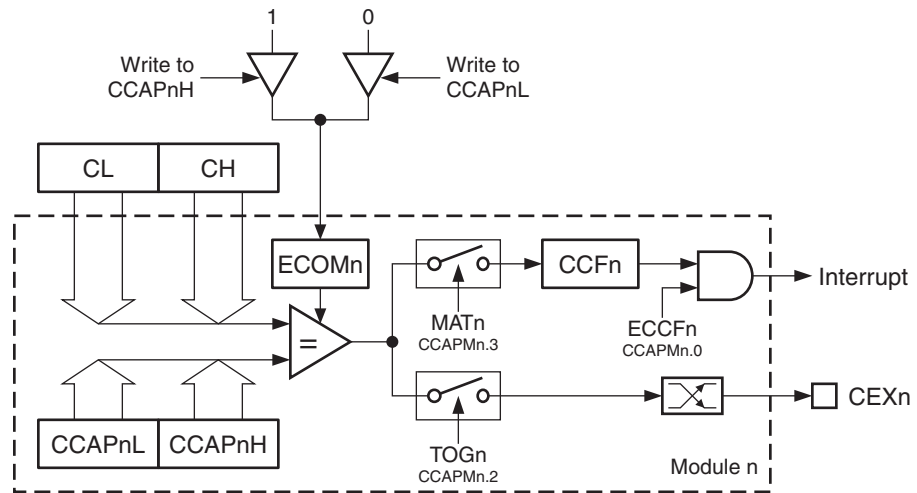 1 0
Write to
CCAPnH
Write to
CCAPnL
CL CH
ECOMn
CCFn
Interrupt
MATn
CCAPMn.3
ECCFn
CCAPMn.0
=
CEXn
CCAPnL CCAPnH
TOGn
CCAPMn.2
Module n